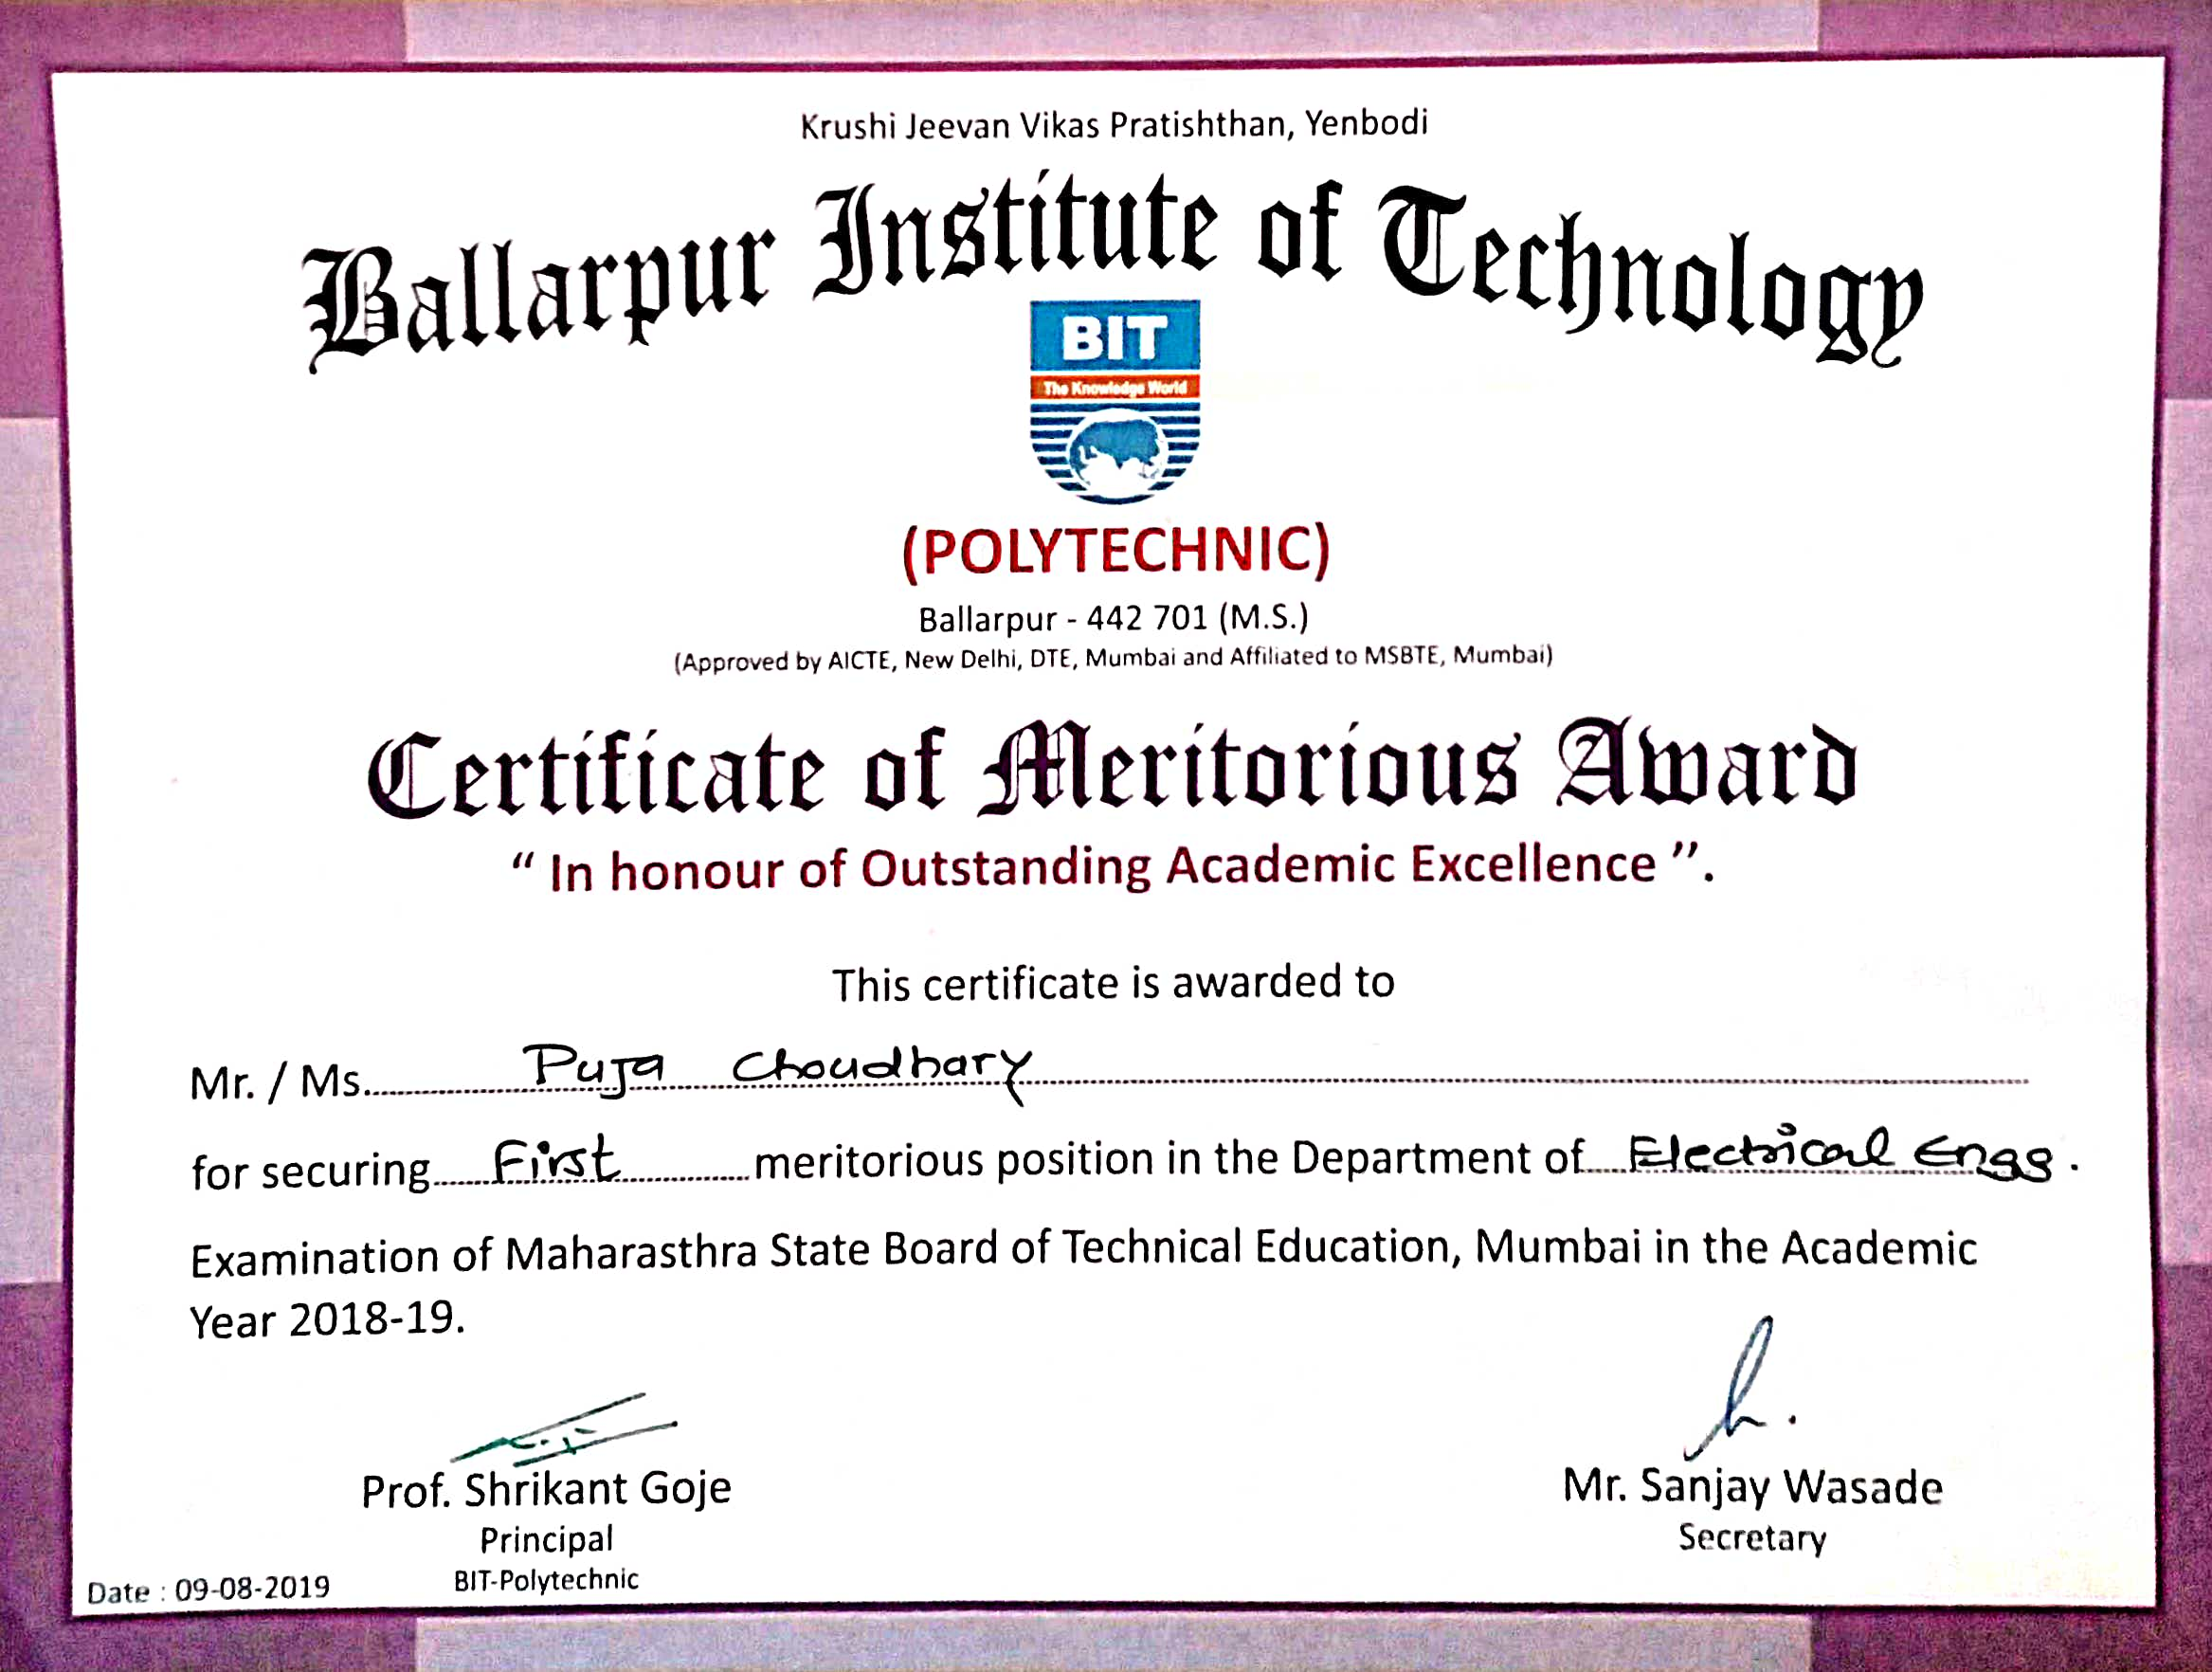 Krushi Jeevan Vikas Pratishthan, Yenbodi
Ballarpur Institute of Technology
BIT
The Knowledge World
(POLYTECHNIC)
Ballarpur - 442 701 (M.S.)
(Approved by AICTE, New Delhi, DTE, Mumbai and Affiliated to MSBTE, Mumbai)
Certificate of Meritorious Award
“ In honour of Outstanding Academic Excellence ”.
This certificate is awarded to
Mr. / Ms. Puja Choudhary
for securing First meritorious position in the Department of Electrical Engg.
Examination of Maharasthra State Board of Technical Education, Mumbai in the Academic
Year 2018-19.
Prof. Shrikant Goje
Principal
BIT-Polytechnic
Mr. Sanjay Wasade
Secretary
Date : 09-08-2019